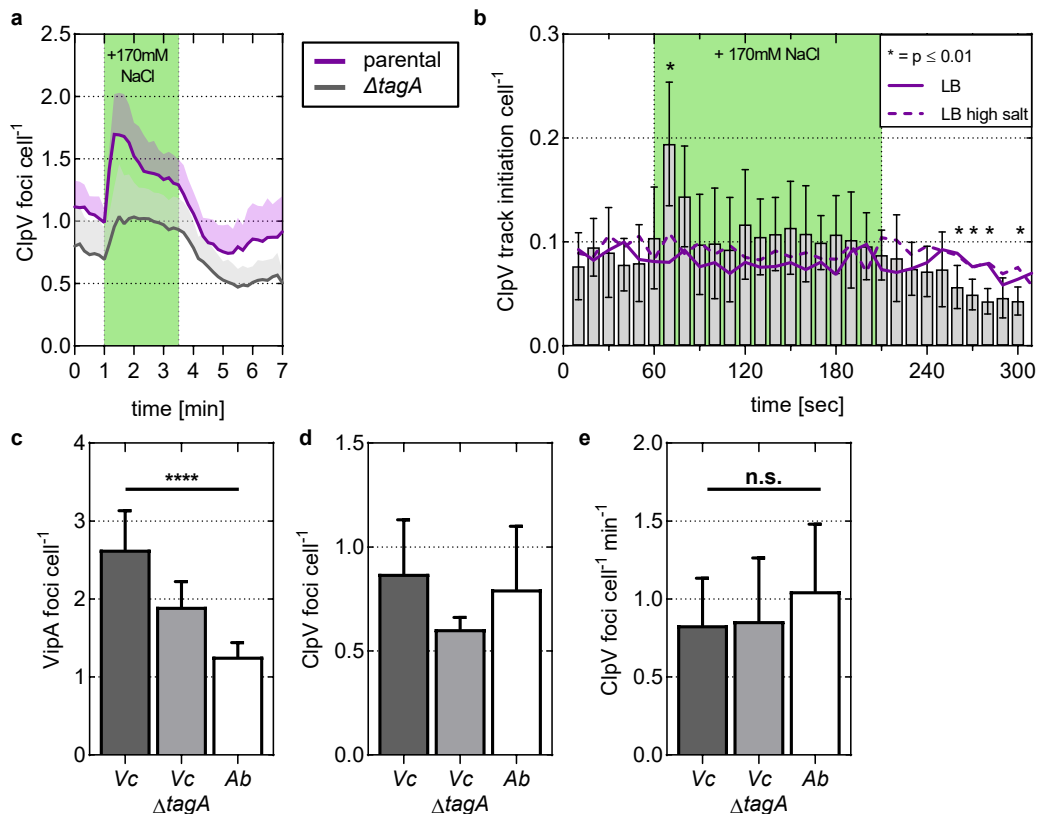 a
2.5
2.0
1.5
1.0
0.5
0.0
ClpV foci cell⁻¹
+170mM
NaCl
0 1 2 3 4 5 6 7
time [min]
parental
ΔtagA
b
0.3
0.2
0.1
0.0
ClpV track initiation cell⁻¹
+ 170mM NaCl
* = p ≤ 0.01
LB
LB high salt
*
* * * *
0 60 120 180 240 300
time [sec]
c
4
3
2
1
0
VipA foci cell⁻¹
****
Vc Vc Ab
ΔtagA
d
1.5
1.0
0.5
0.0
ClpV foci cell⁻¹
Vc Vc Ab
ΔtagA
e
2.0
1.5
1.0
0.5
0.0
ClpV foci cell⁻¹ min⁻¹
n.s.
Vc Vc Ab
ΔtagA